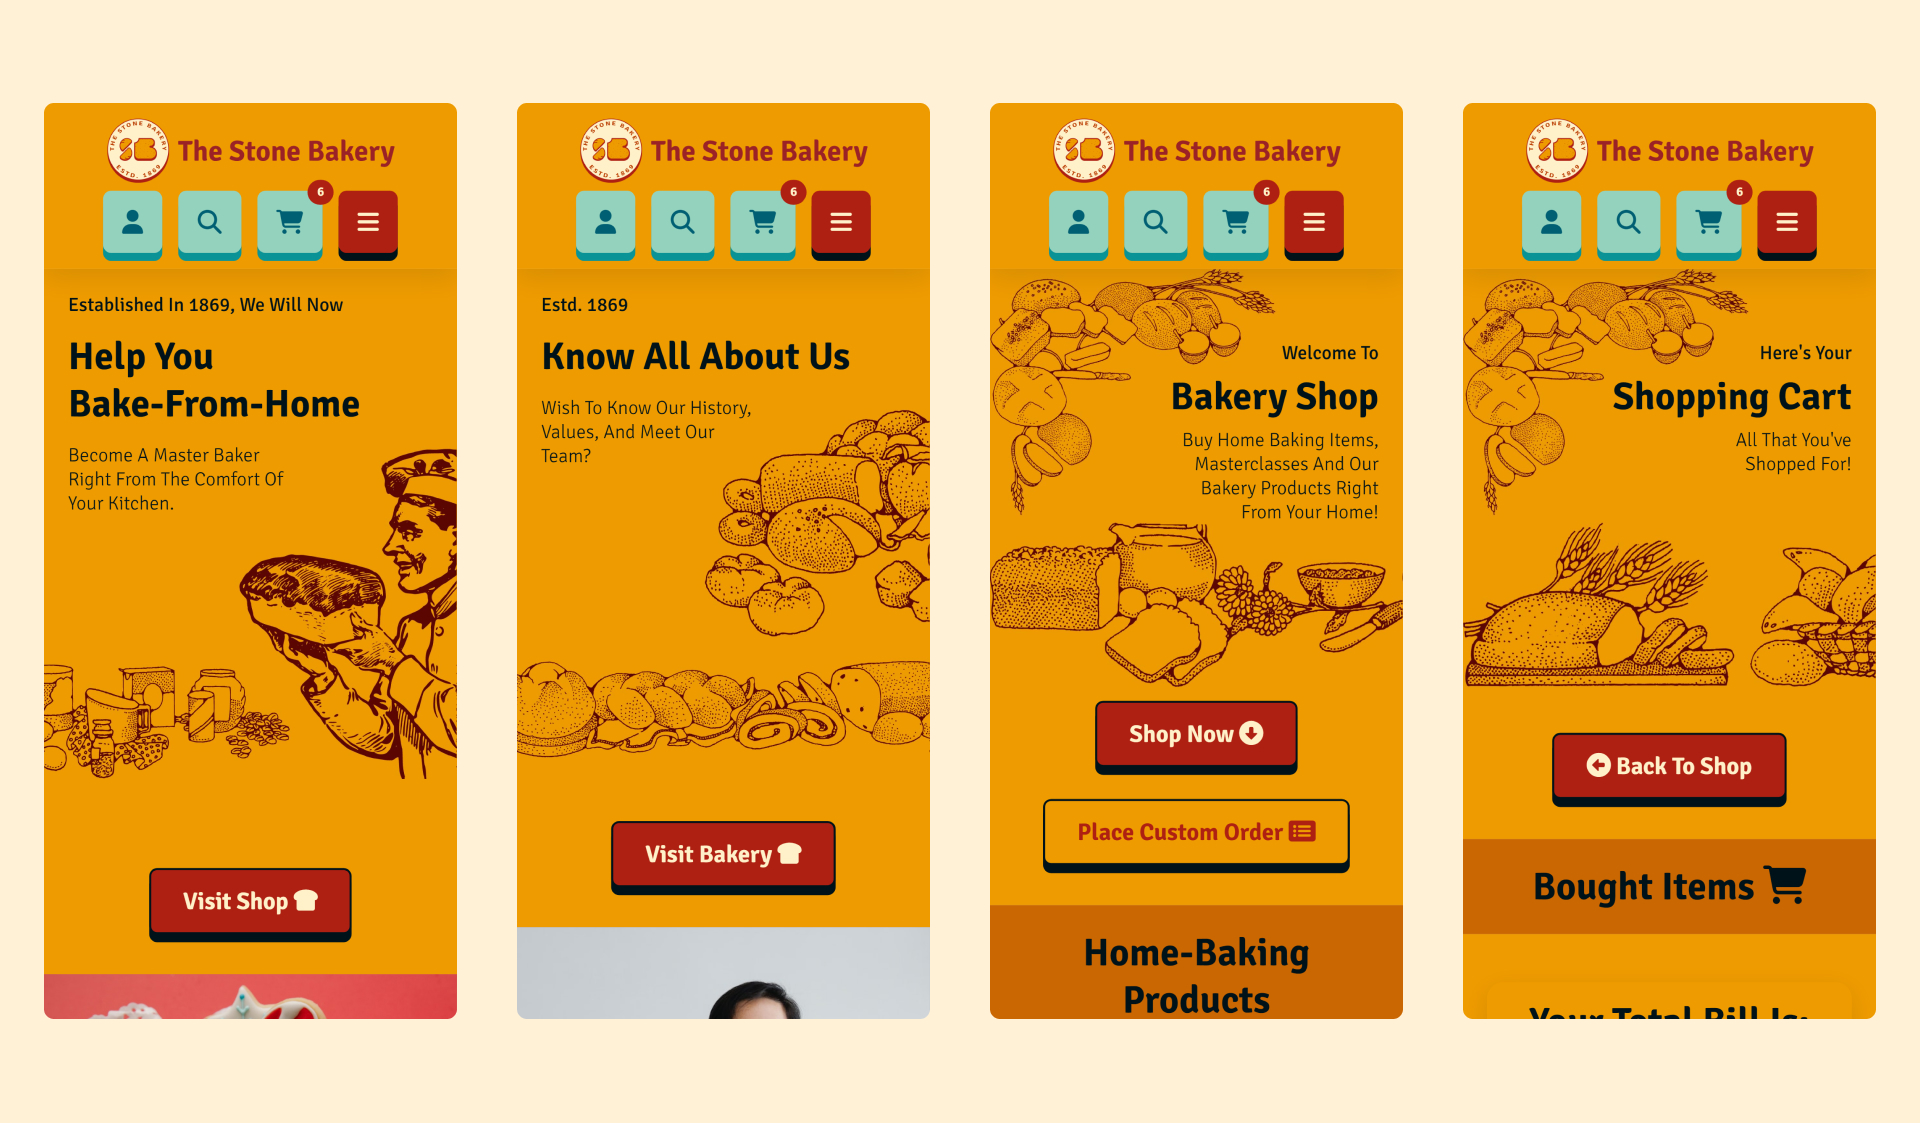 THE STONE BAKERY
ESTD. 1869
The Stone Bakery
6
Established In 1869, We Will Now
Help You
Bake-From-Home
Become A Master Baker
Right From The Comfort Of
Your Kitchen.
Visit Shop
THE STONE BAKERY
ESTD. 1869
The Stone Bakery
6
Estd. 1869
Know All About Us
Wish To Know Our History,
Values, And Meet Our
Team?
Visit Bakery
THE STONE BAKERY
ESTD. 1869
The Stone Bakery
6
Welcome To
Bakery Shop
Buy Home Baking Items,
Masterclasses And Our
Bakery Products Right
From Your Home!
Shop Now
Place Custom Order
Home-Baking
Products
THE STONE BAKERY
ESTD. 1869
The Stone Bakery
6
Here's Your
Shopping Cart
All That You've
Shopped For!
Back To Shop
Bought Items
Your Total Bill Is: